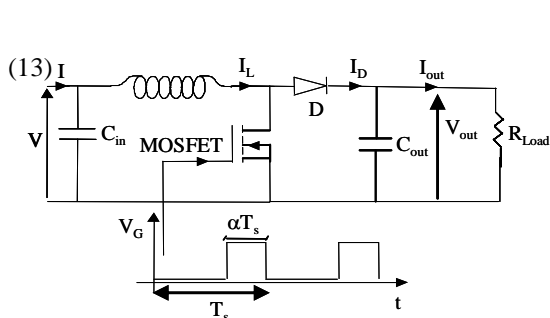 (13) I I_L I_D I_out
D
V C_in MOSFET C_out V_out R_Load
V_G αT_s
t
T_s